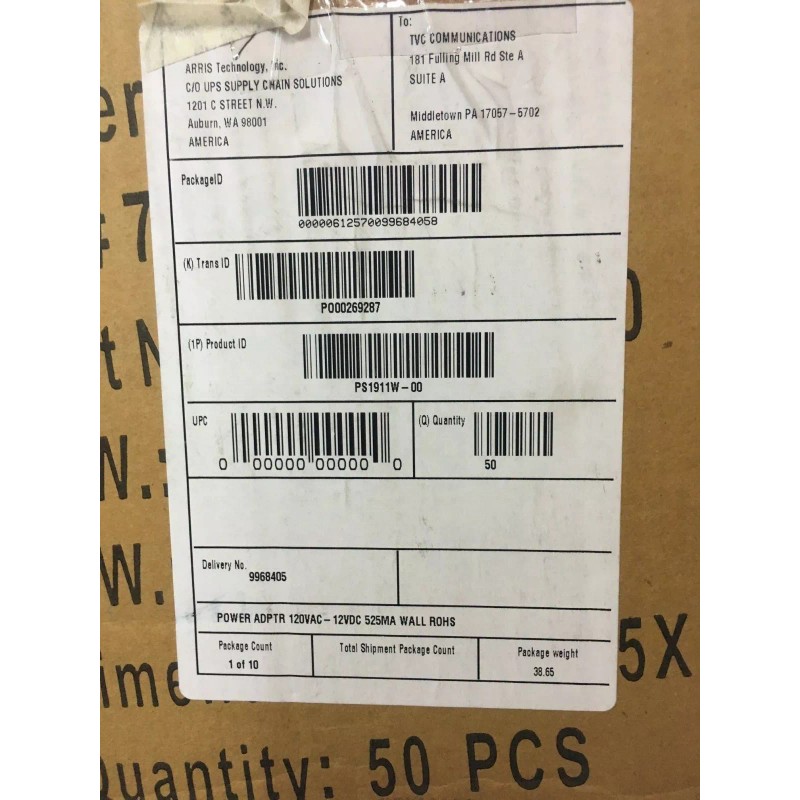 ARRIS Technology, Inc.
C/O UPS SUPPLY CHAIN SOLUTIONS
1201 C STREET N.W.
Auburn, WA 98001
AMERICA
To:
TVC COMMUNICATIONS
181 Fulling Mill Rd Ste A
SUITE A
Middletown PA 17057-5702
AMERICA
PackageID
00000612570099684058
(K) Trans ID
PO00269287
(1P) Product ID
PS1911W-00
UPC
0 00000 00000 0
(Q) Quantity
50
Delivery No.
9968405
POWER ADPTR 120VAC-12VDC 525MA WALL ROHS
Package Count
1 of 10
Total Shipment Package Count
Package weight
38.65
5X
Quantity: 50 PCS